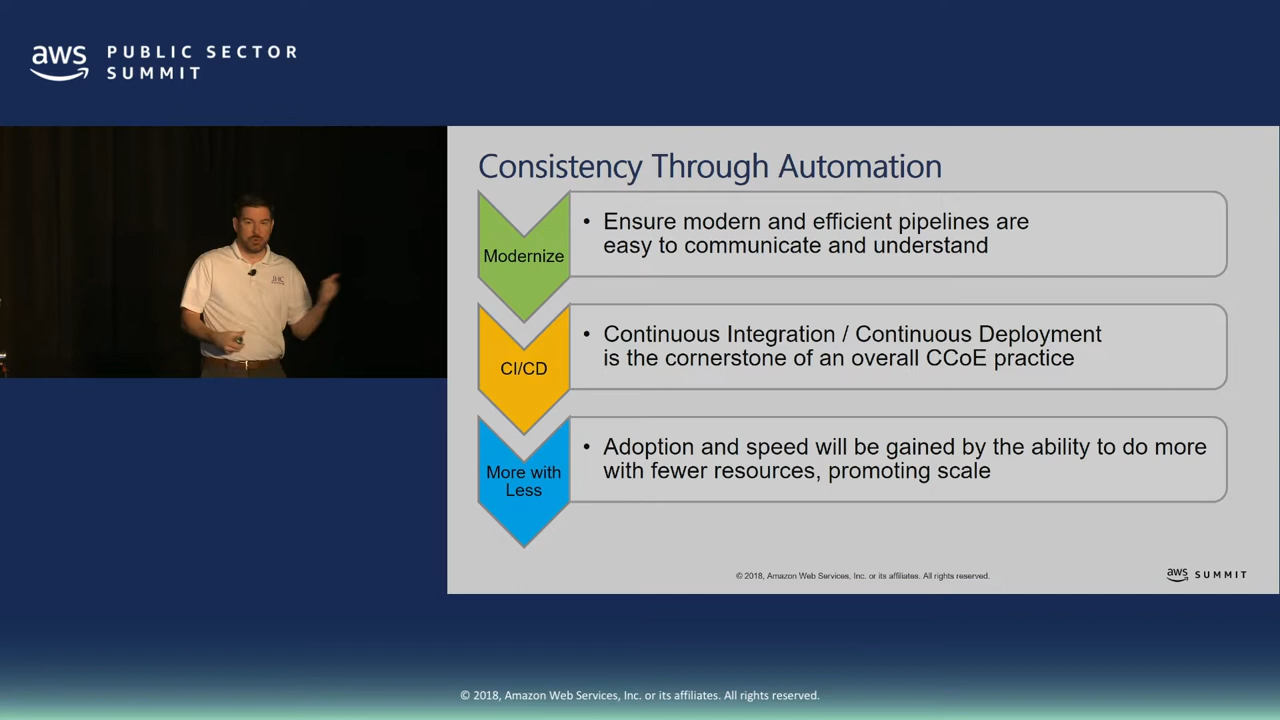 aws
PUBLIC SECTOR
SUMMIT
JHC
Consistency Through Automation
Modernize
• Ensure modern and efficient pipelines are
easy to communicate and understand
CI/CD
• Continuous Integration / Continuous Deployment
is the cornerstone of an overall CCoE practice
More with
Less
• Adoption and speed will be gained by the ability to do more
with fewer resources, promoting scale
© 2018, Amazon Web Services, Inc. or its affiliates. All rights reserved.
aws SUMMIT
© 2018, Amazon Web Services, Inc. or its affiliates. All rights reserved.